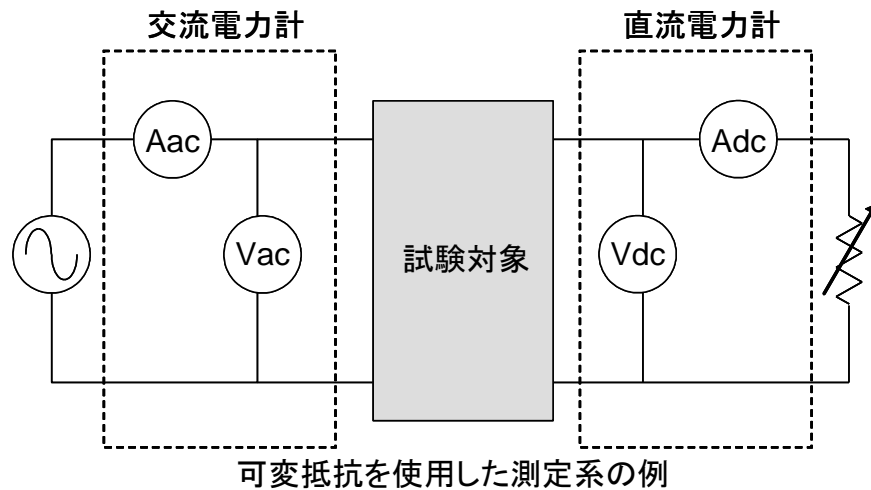 交流電力計
直流電力計
Aac
Adc
Vac
試験対象
Vdc
可変抵抗を使用した測定系の例